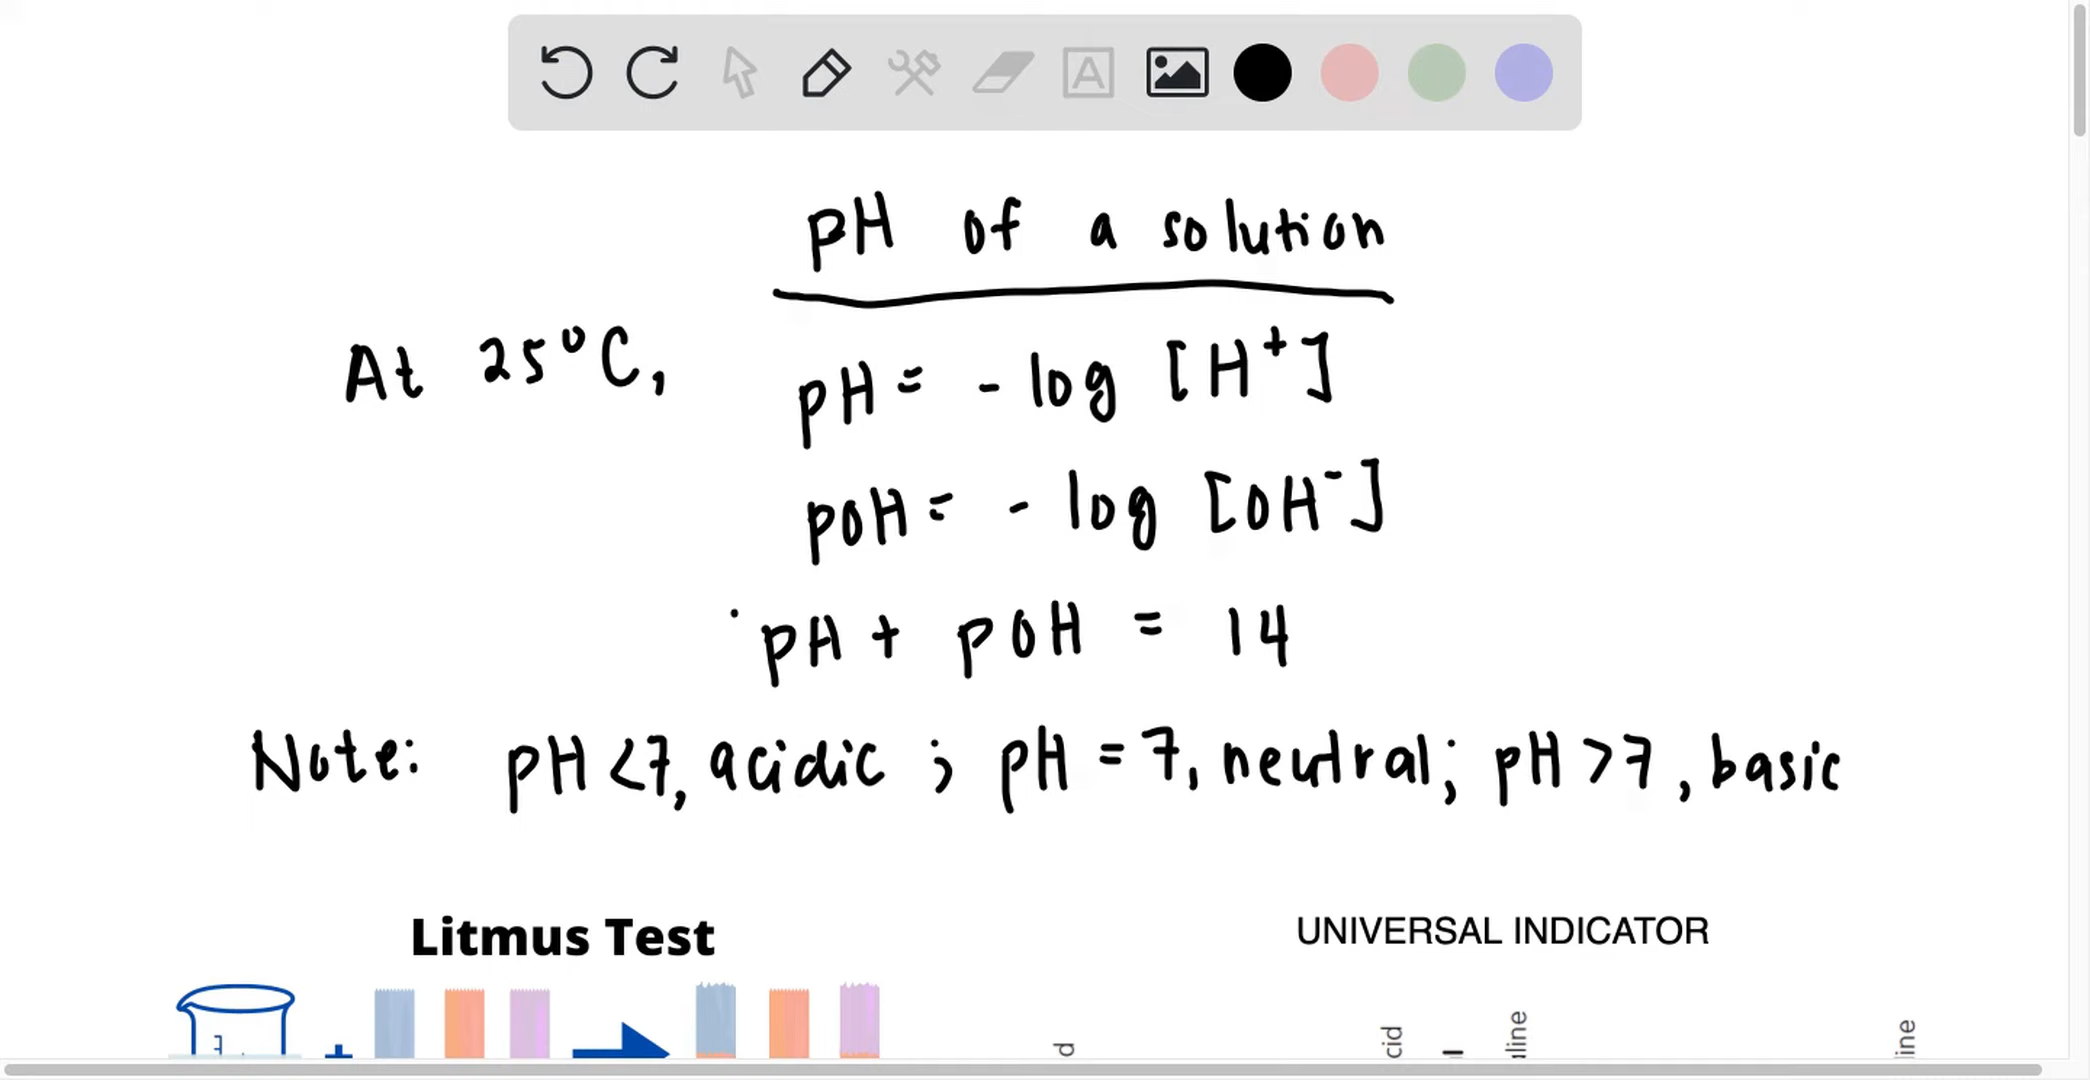 pH of a solution
At 25°C, pH = - log [H⁺]
pOH = - log [OH⁻]
pH + pOH = 14
Note: pH < 7, acidic ; pH = 7, neutral; pH > 7, basic
Litmus Test
UNIVERSAL INDICATOR